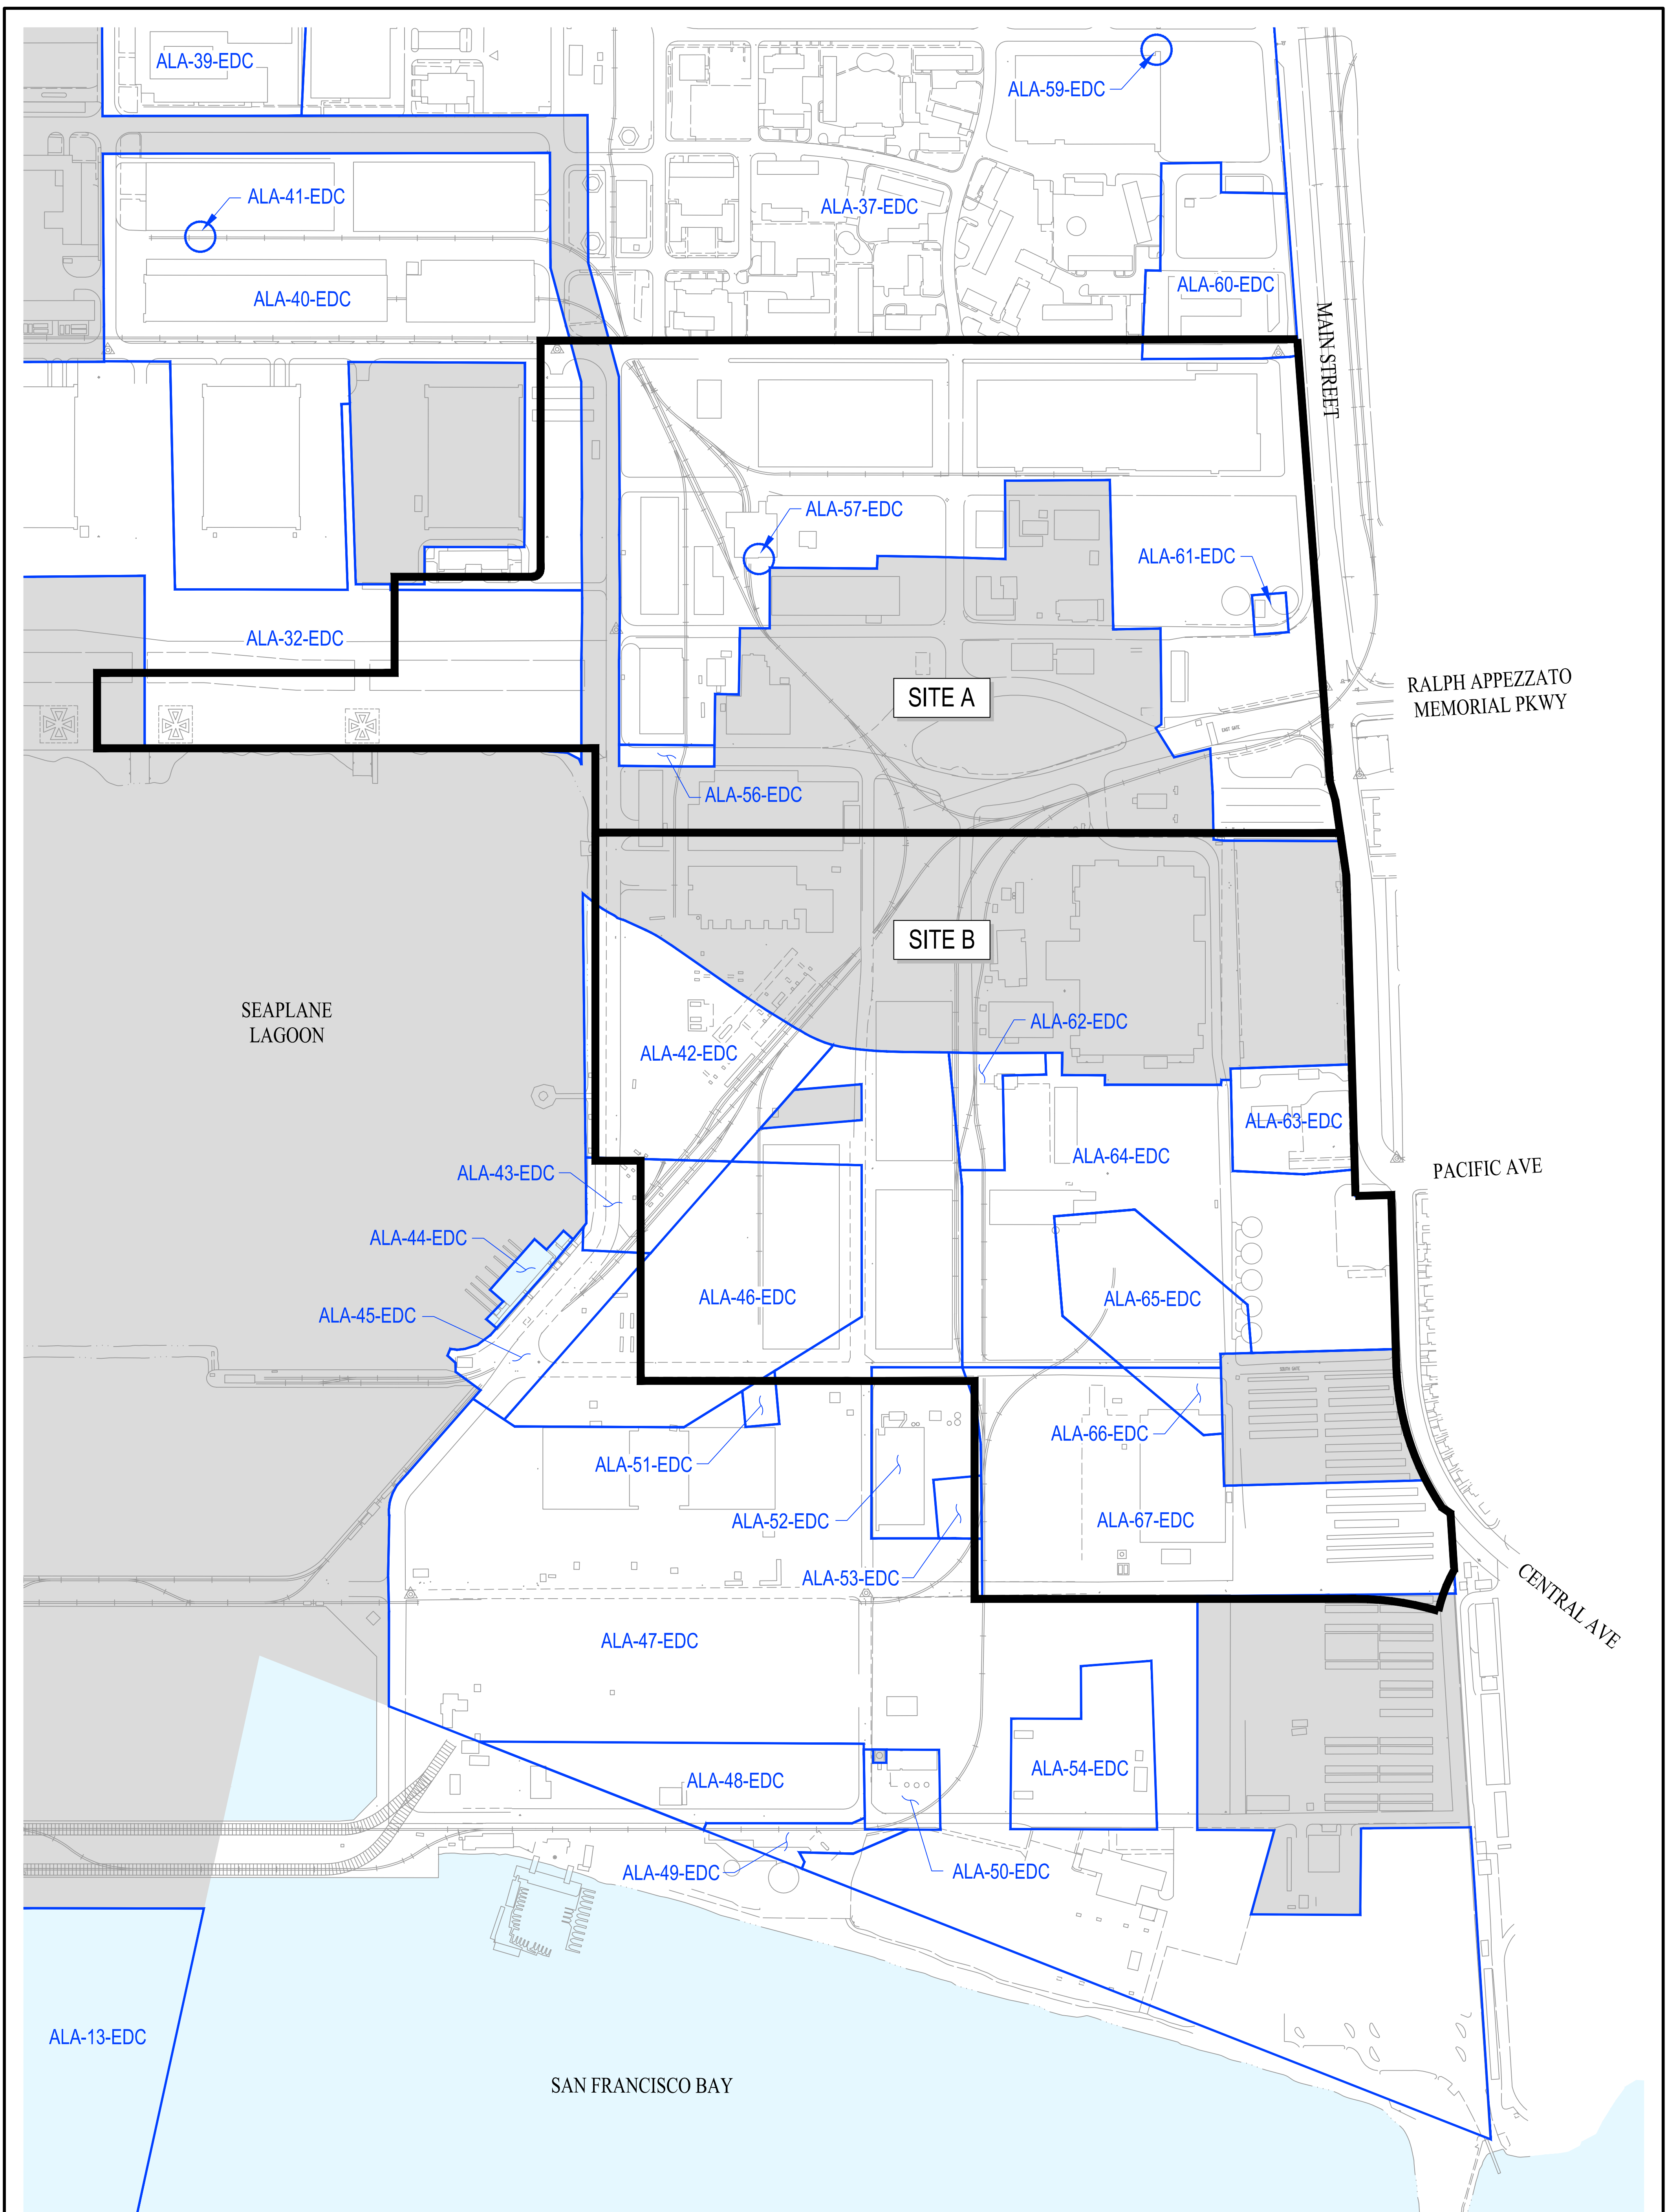 ALA-39-EDC
ALA-59-EDC
ALA-41-EDC
ALA-37-EDC
ALA-60-EDC
ALA-40-EDC
MAIN STREET
ALA-57-EDC
ALA-61-EDC
ALA-32-EDC
SITE A
RALPH APPEZZATO
MEMORIAL PKWY
EAST GATE
ALA-56-EDC
SITE B
SEAPLANE
LAGOON
ALA-62-EDC
ALA-42-EDC
ALA-63-EDC
ALA-64-EDC
PACIFIC AVE
ALA-43-EDC
ALA-44-EDC
ALA-46-EDC
ALA-65-EDC
ALA-45-EDC
SOUTH GATE
ALA-66-EDC
ALA-51-EDC
ALA-52-EDC
ALA-67-EDC
ALA-53-EDC
CENTRAL AVE
ALA-47-EDC
ALA-54-EDC
ALA-48-EDC
ALA-49-EDC
ALA-50-EDC
ALA-13-EDC
SAN FRANCISCO BAY